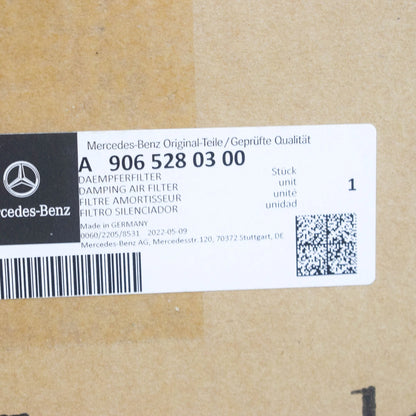 Mercedes-Benz Original-Teile/Geprüfte Qualität
A 906 528 03 00
DAEMPFERFILTER
DAMPING AIR FILTER
FILTRE AMORTISSEUR
FILTRO SILENCIADOR
Stück
unit
unité
unidad
1
rcedes-Benz
Made in GERMANY
0060/2205/8531 2022-05-09
Mercedes-Benz AG, Mercedesstr.120, 70372 Stuttgart, DE